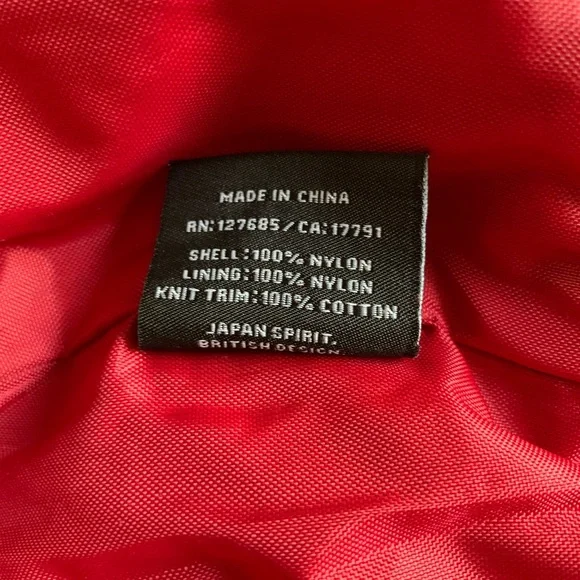 MADE IN CHINA
RN:127685/CA:17791
SHELL:100% NYLON
LINING:100% NYLON
KNIT TRIM:100% COTTON
JAPAN SPIRIT.
BRITISH DESIGN.